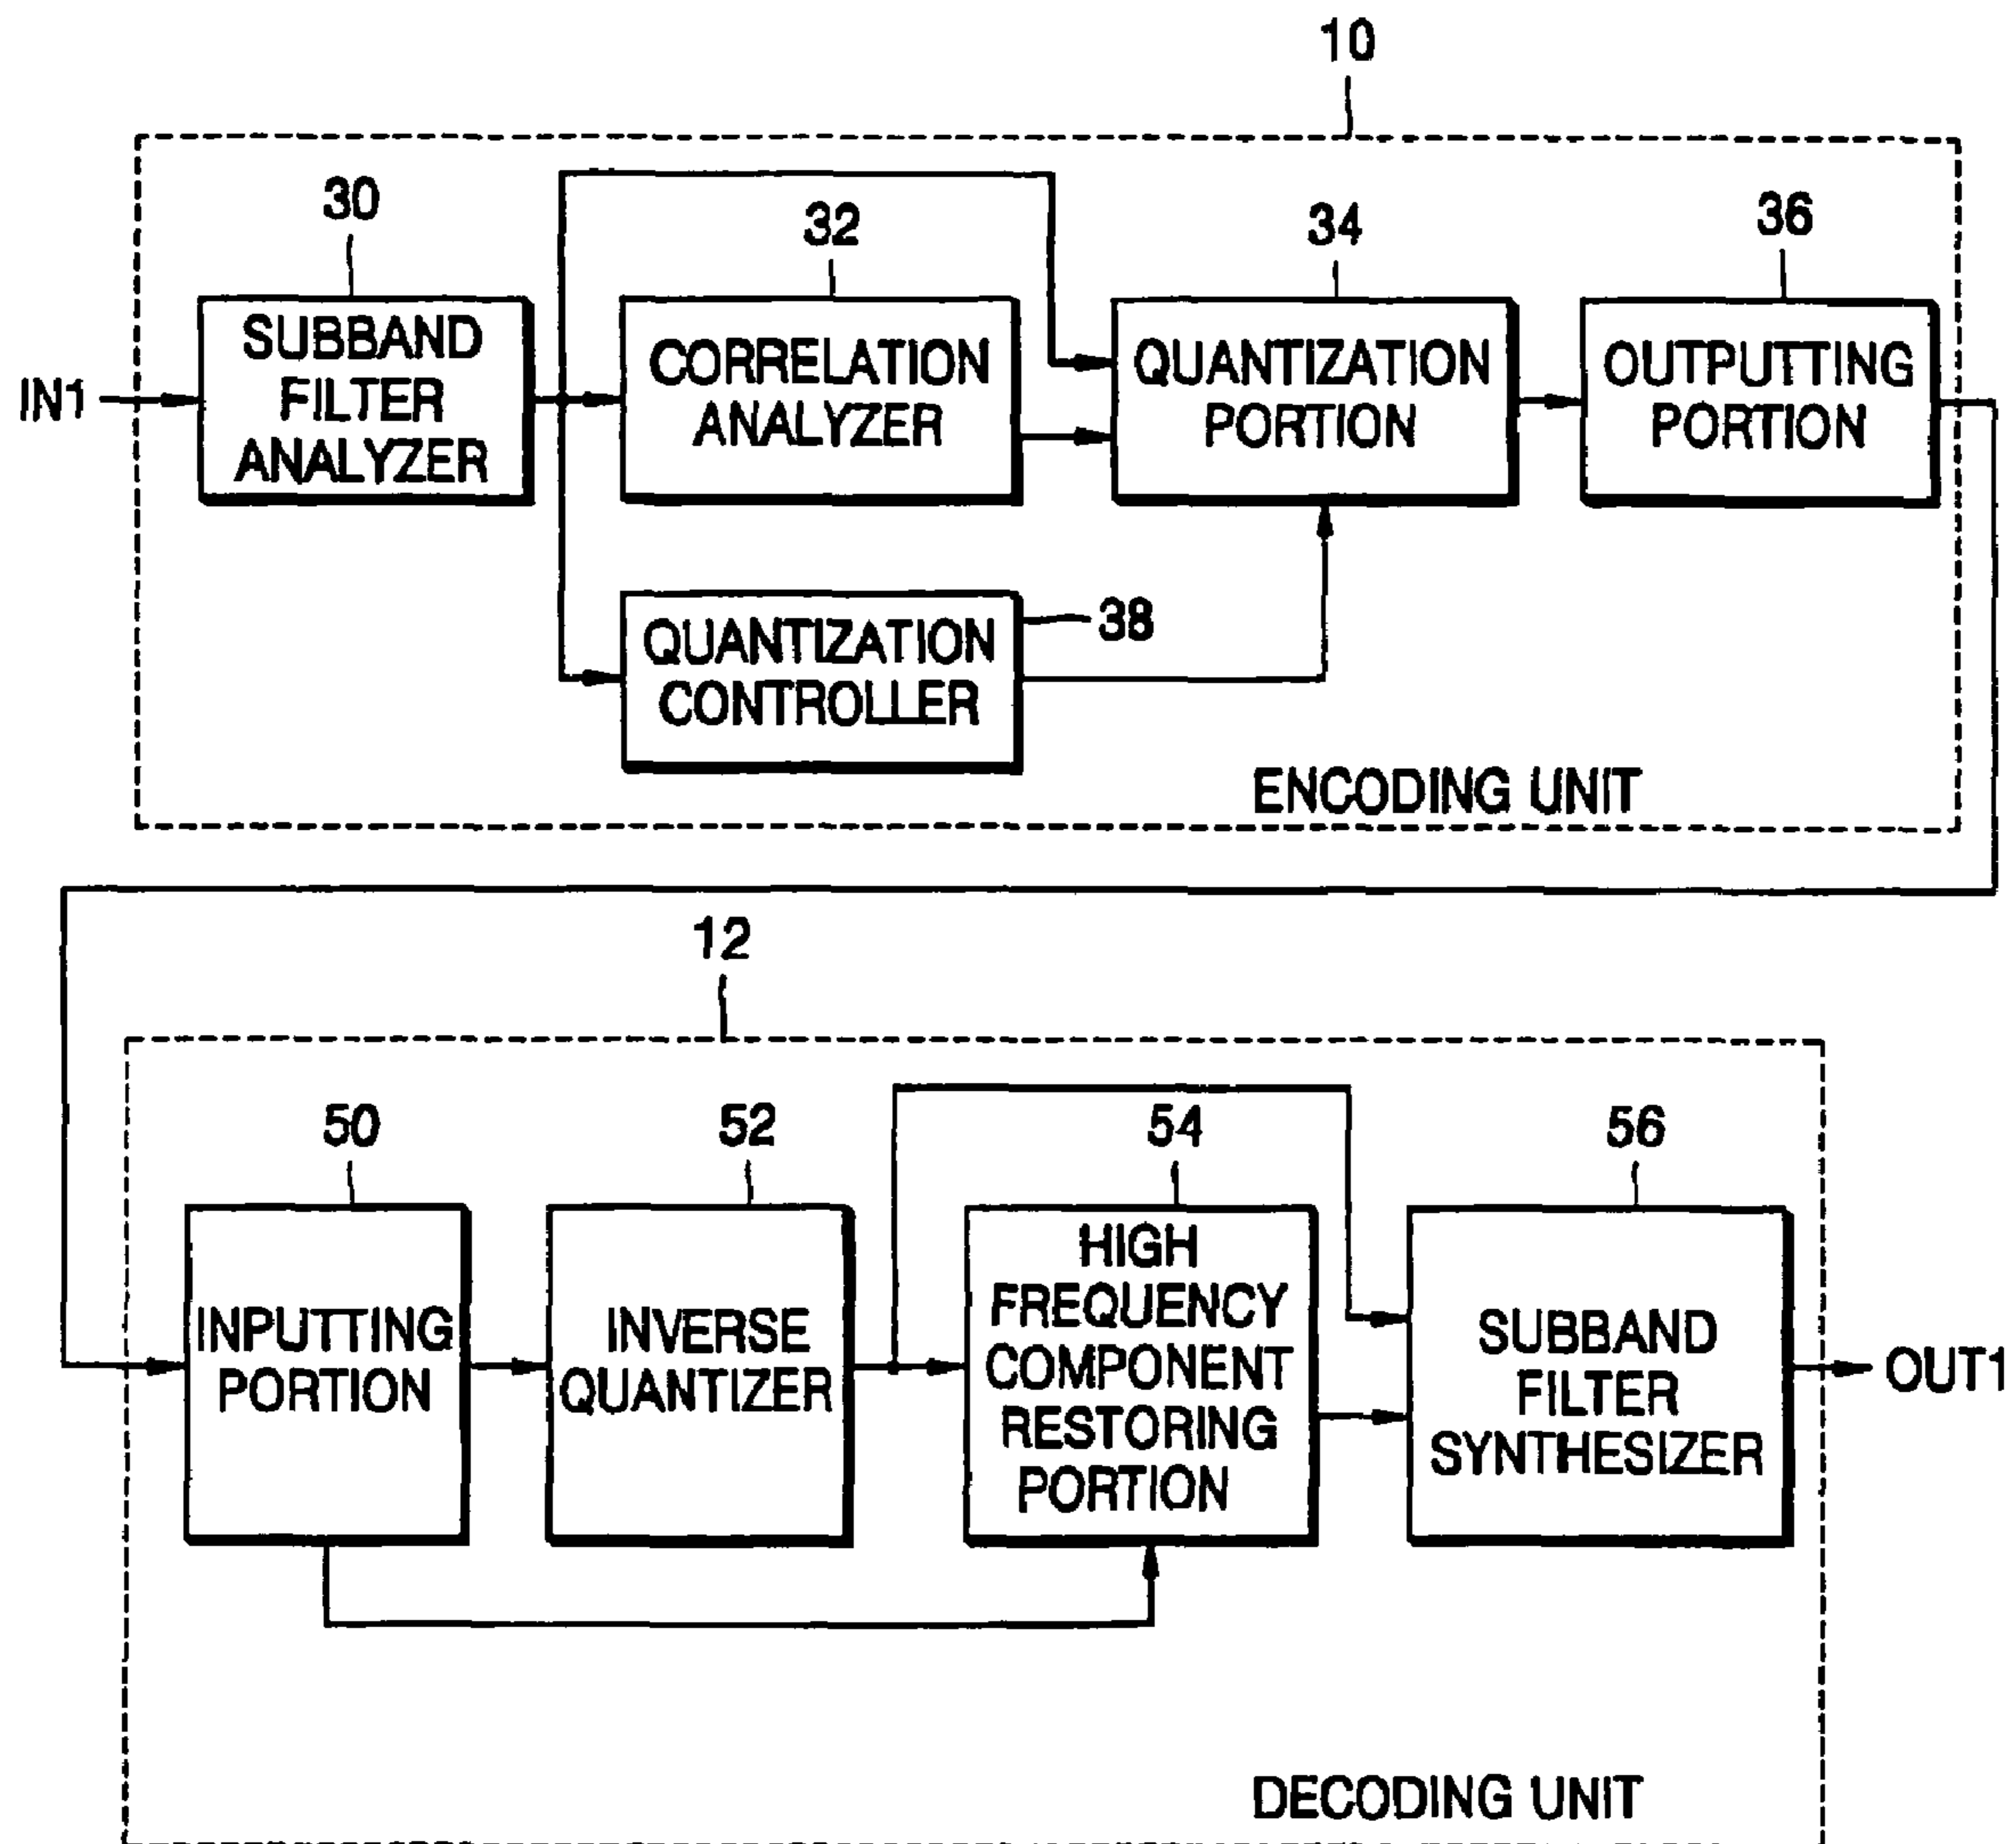 10
30
32
34
36
IN1
SUBBAND
FILTER
ANALYZER
CORRELATION
ANALYZER
QUANTIZATION
PORTION
OUTPUTTING
PORTION
QUANTIZATION
CONTROLLER
38
ENCODING UNIT
12
50
52
54
56
INPUTTING
PORTION
INVERSE
QUANTIZER
HIGH
FREQUENCY
COMPONENT
RESTORING
PORTION
SUBBAND
FILTER
SYNTHESIZER
OUT1
DECODING UNIT